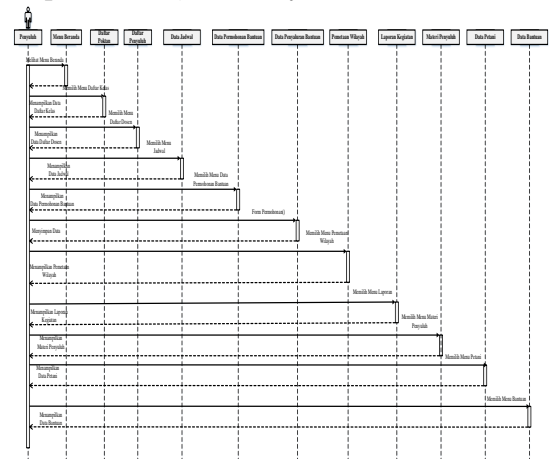 Penyuluh
Menu Beranda
Daftar
Poktan
Daftar
Penyuluh
Data Jadwal
Data Permohonan Bantuan
Data Penyaluran Bantuan
Pemetaan Wilayah
Laporan Kegiatan
Materi Penyuluh
Data Petani
Data Bantuan
Melihat Menu Beranda
Memilih Menu Daftar Kelas
Menampilkan Data
Daftar Kelas
Memilih Menu
Daftar Dosen
Menampilkan
Data Daftar Dosen
Memilih Menu
Jadwal
Menampilkan
Data Jadwal
Memilih Menu Data
Permohonan Bantuan
Menampilkan
Data Permohonan Bantuan
Form Permohonan)
Menyimpan Data
Memilih Menu Pemetaan
Wilayah
Menampilkan Pemetaan
Wilayah
Memilih Menu Laporan
Menampilkan Laporan
Kegiatan
Memilih Menu Materi
Penyuluh
Menampilkan
Materi Penyuluh
Memilih Menu Petani
Menampilkan
Data Petani
Memilih Menu Bantuan
Menampilkan
Data Bantuan